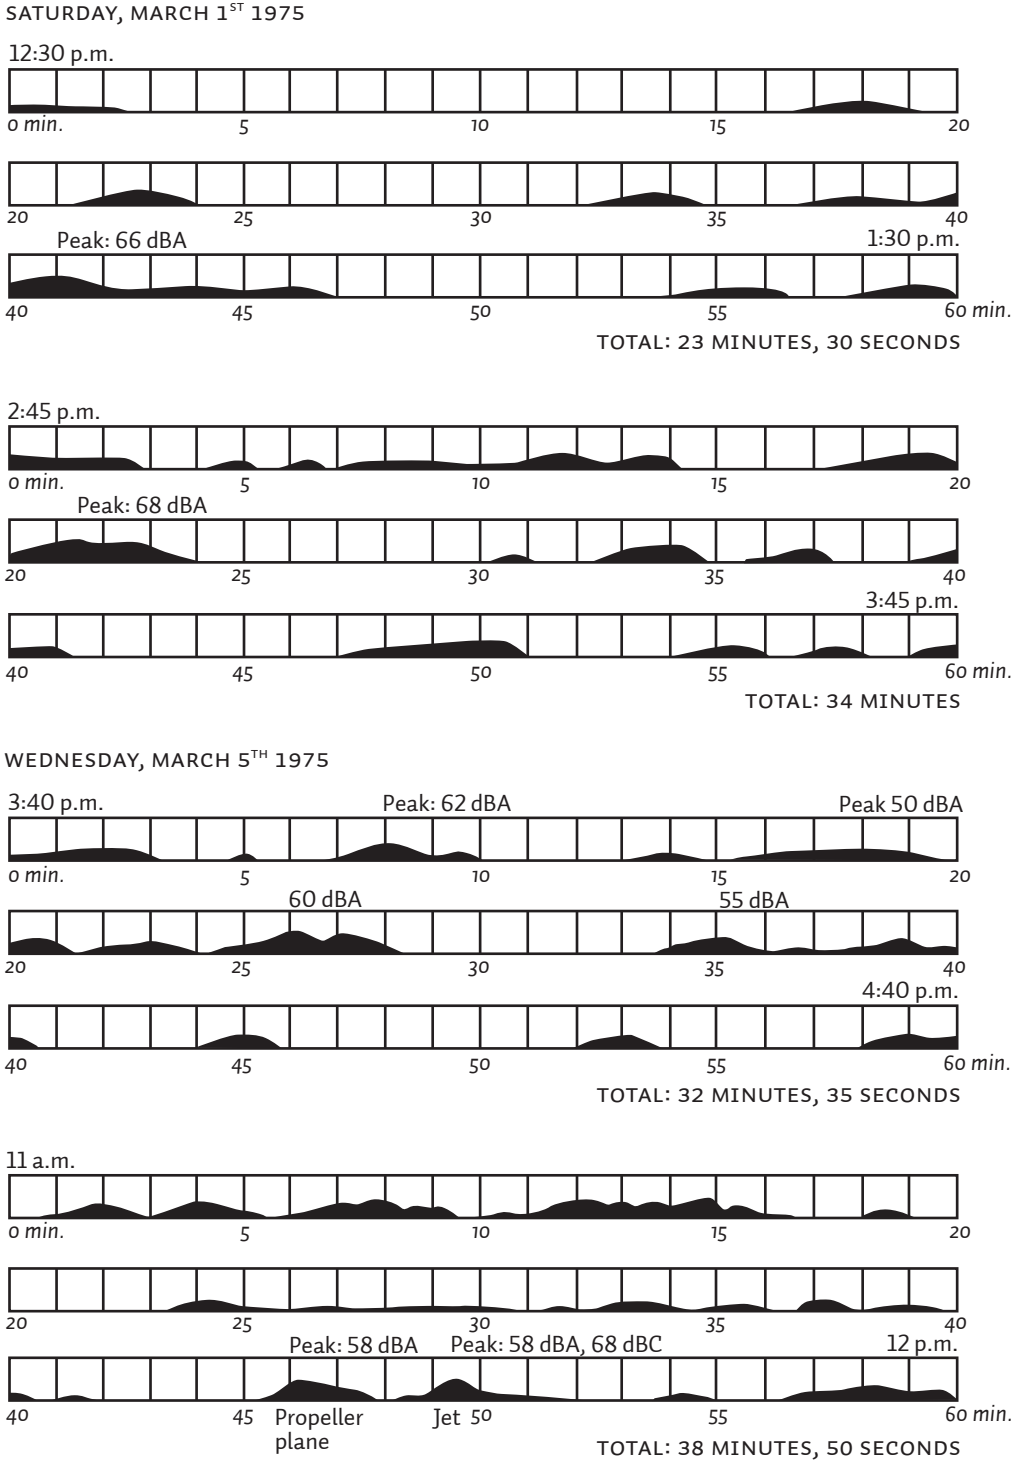 SATURDAY, MARCH 1ST 1975
12:30 p.m.
0 min. 5 10 15 20
20 25 30 35 40
Peak: 66 dBA 1:30 p.m.
40 45 50 55 60 min.
TOTAL: 23 MINUTES, 30 SECONDS
2:45 p.m.
0 min. 5 10 15 20
Peak: 68 dBA
20 25 30 35 40
3:45 p.m.
40 45 50 55 60 min.
TOTAL: 34 MINUTES
WEDNESDAY, MARCH 5TH 1975
3:40 p.m. Peak: 62 dBA Peak 50 dBA
0 min. 5 10 15 20
60 dBA 55 dBA
20 25 30 35 40
4:40 p.m.
40 45 50 55 60 min.
TOTAL: 32 MINUTES, 35 SECONDS
11 a.m.
0 min. 5 10 15 20
20 25 30 35 40
Peak: 58 dBA Peak: 58 dBA, 68 dBC 12 p.m.
40 45 Propeller Jet 50 55 60 min.
plane
TOTAL: 38 MINUTES, 50 SECONDS